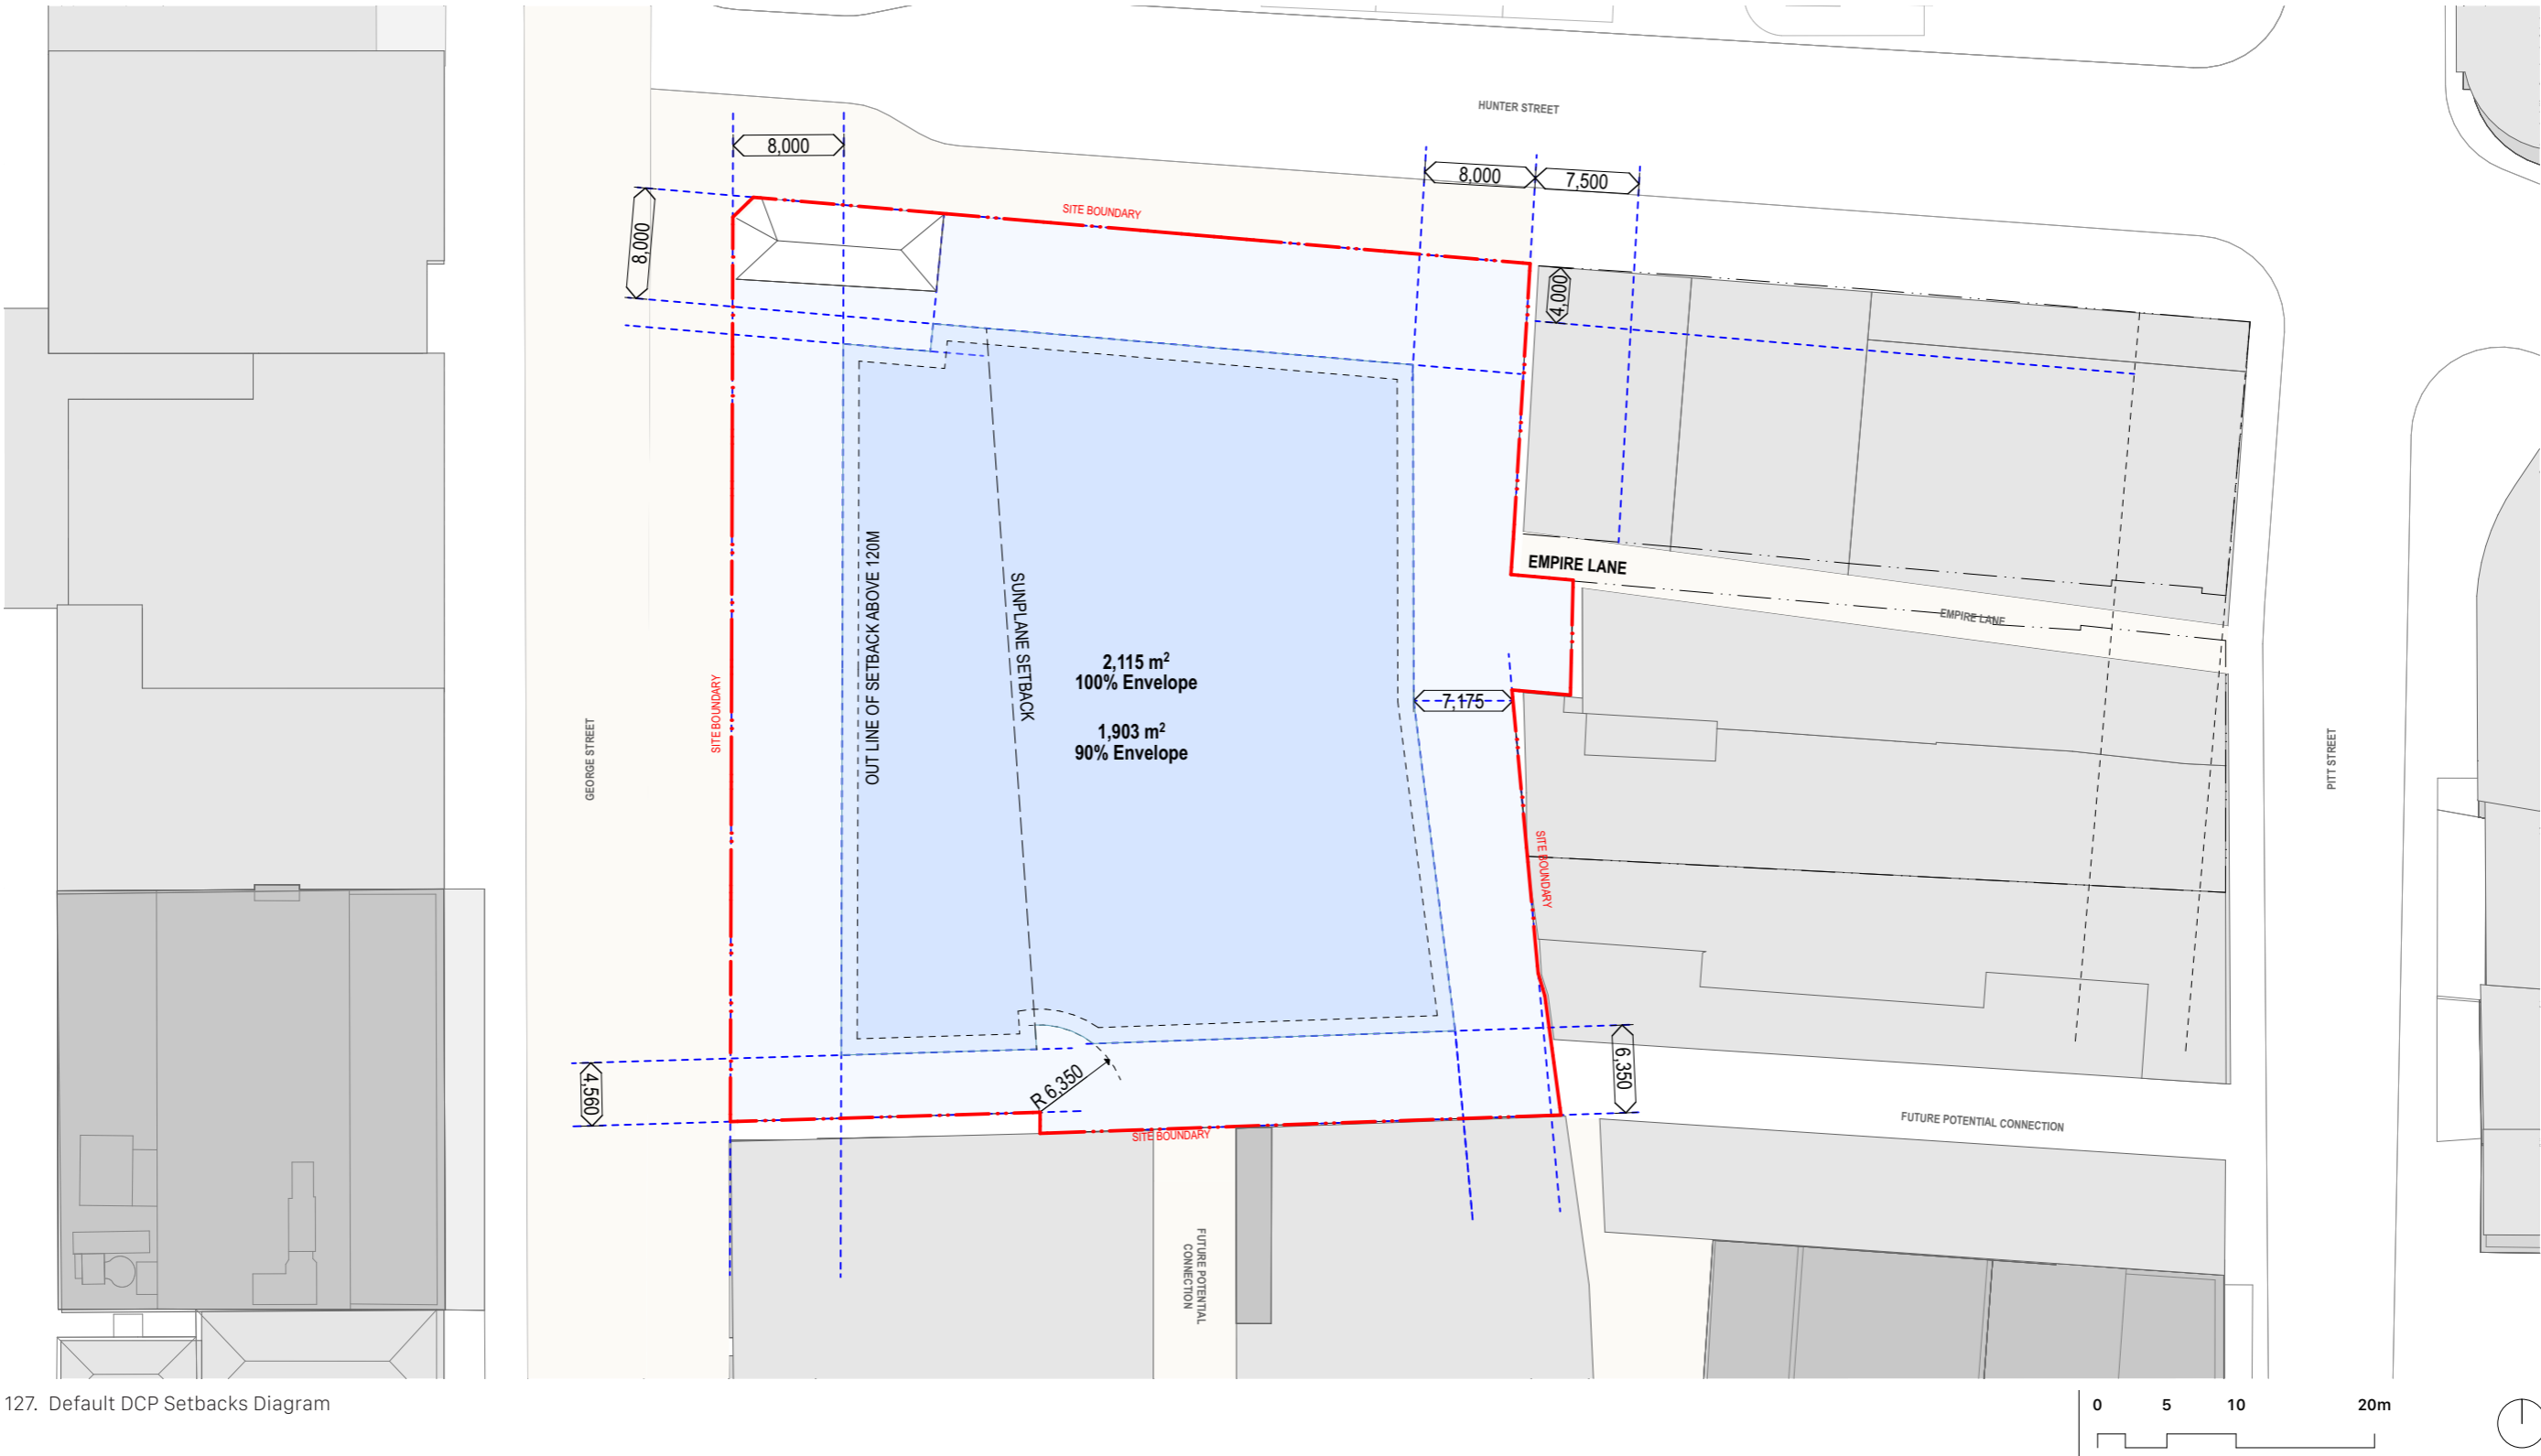 HUNTER STREET
8,000
8,000
7,500
8,000
SITE BOUNDARY
4,000
OUT LINE OF SETBACK ABOVE 120M
SUNPLANE SETBACK
EMPIRE LANE
EMPIRE LANE
2,115 m²
100% Envelope
1,903 m²
90% Envelope
7,175
SITE BOUNDARY
GEORGE STREET
PITT STREET
SITE BOUNDARY
4,560
R 6,350
6,350
SITE BOUNDARY
FUTURE POTENTIAL CONNECTION
FUTURE POTENTIAL
CONNECTION
127. Default DCP Setbacks Diagram
0 5 10 20m